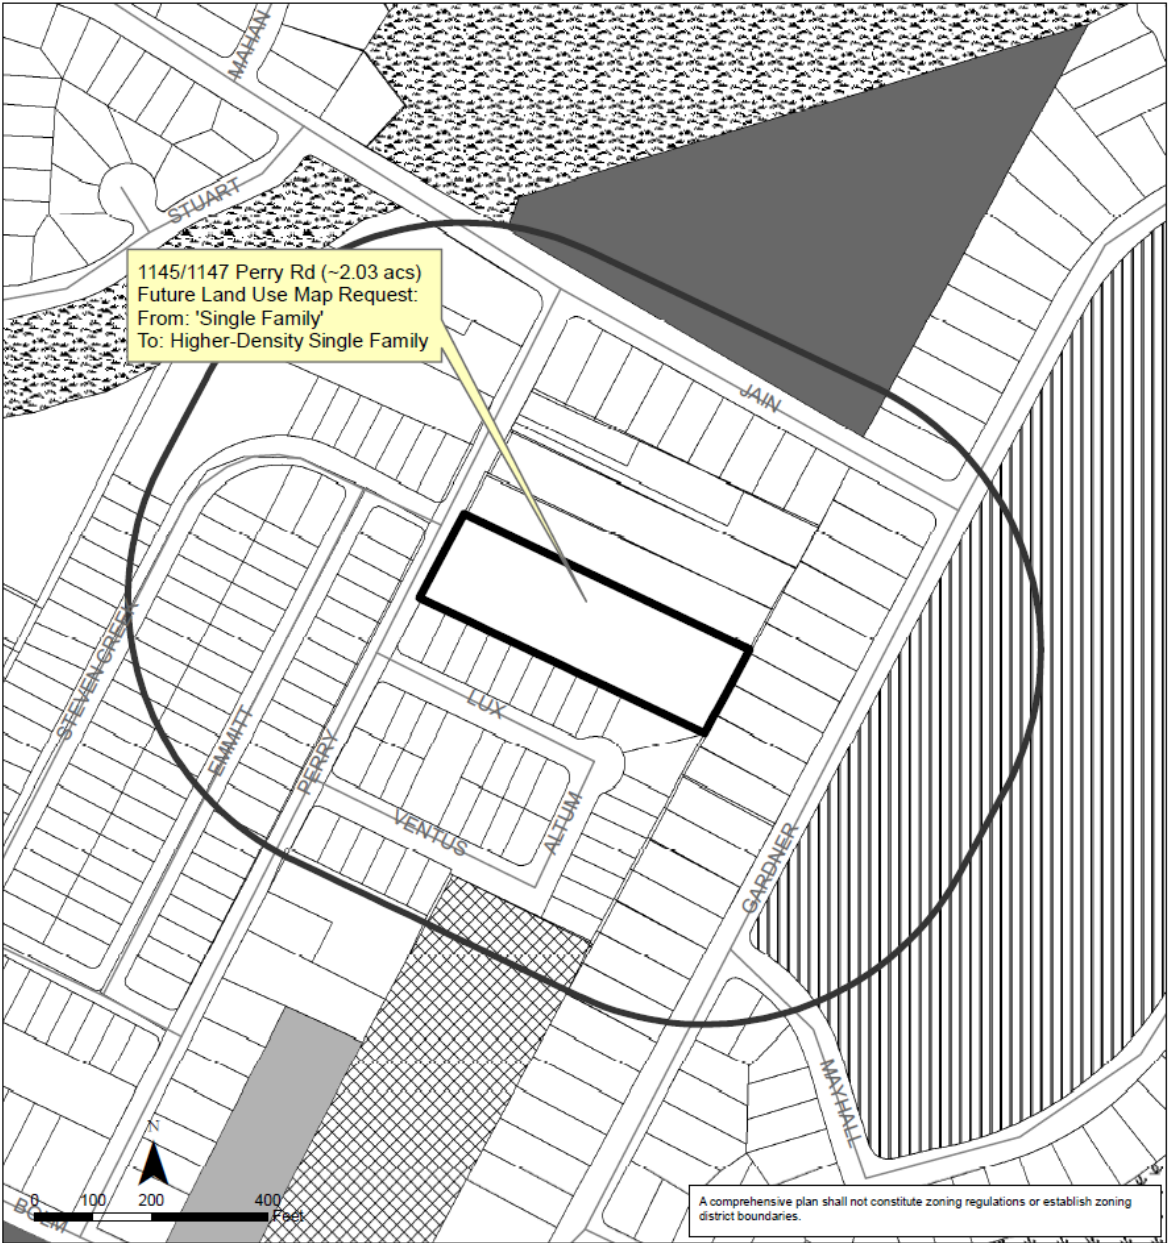 MAHAN
STUART
1145/1147 Perry Rd (~2.03 acs)
Future Land Use Map Request:
From: 'Single Family'
To: Higher-Density Single Family
JAIN
STEVEN CREEK
EMMITT
PERRY
LUX
VENTUS
ALTUM
GARDNER
MAYHALL
N
0 100 200 400
Feet
BOLM
A comprehensive plan shall not constitute zoning regulations or establish zoning
district boundaries.